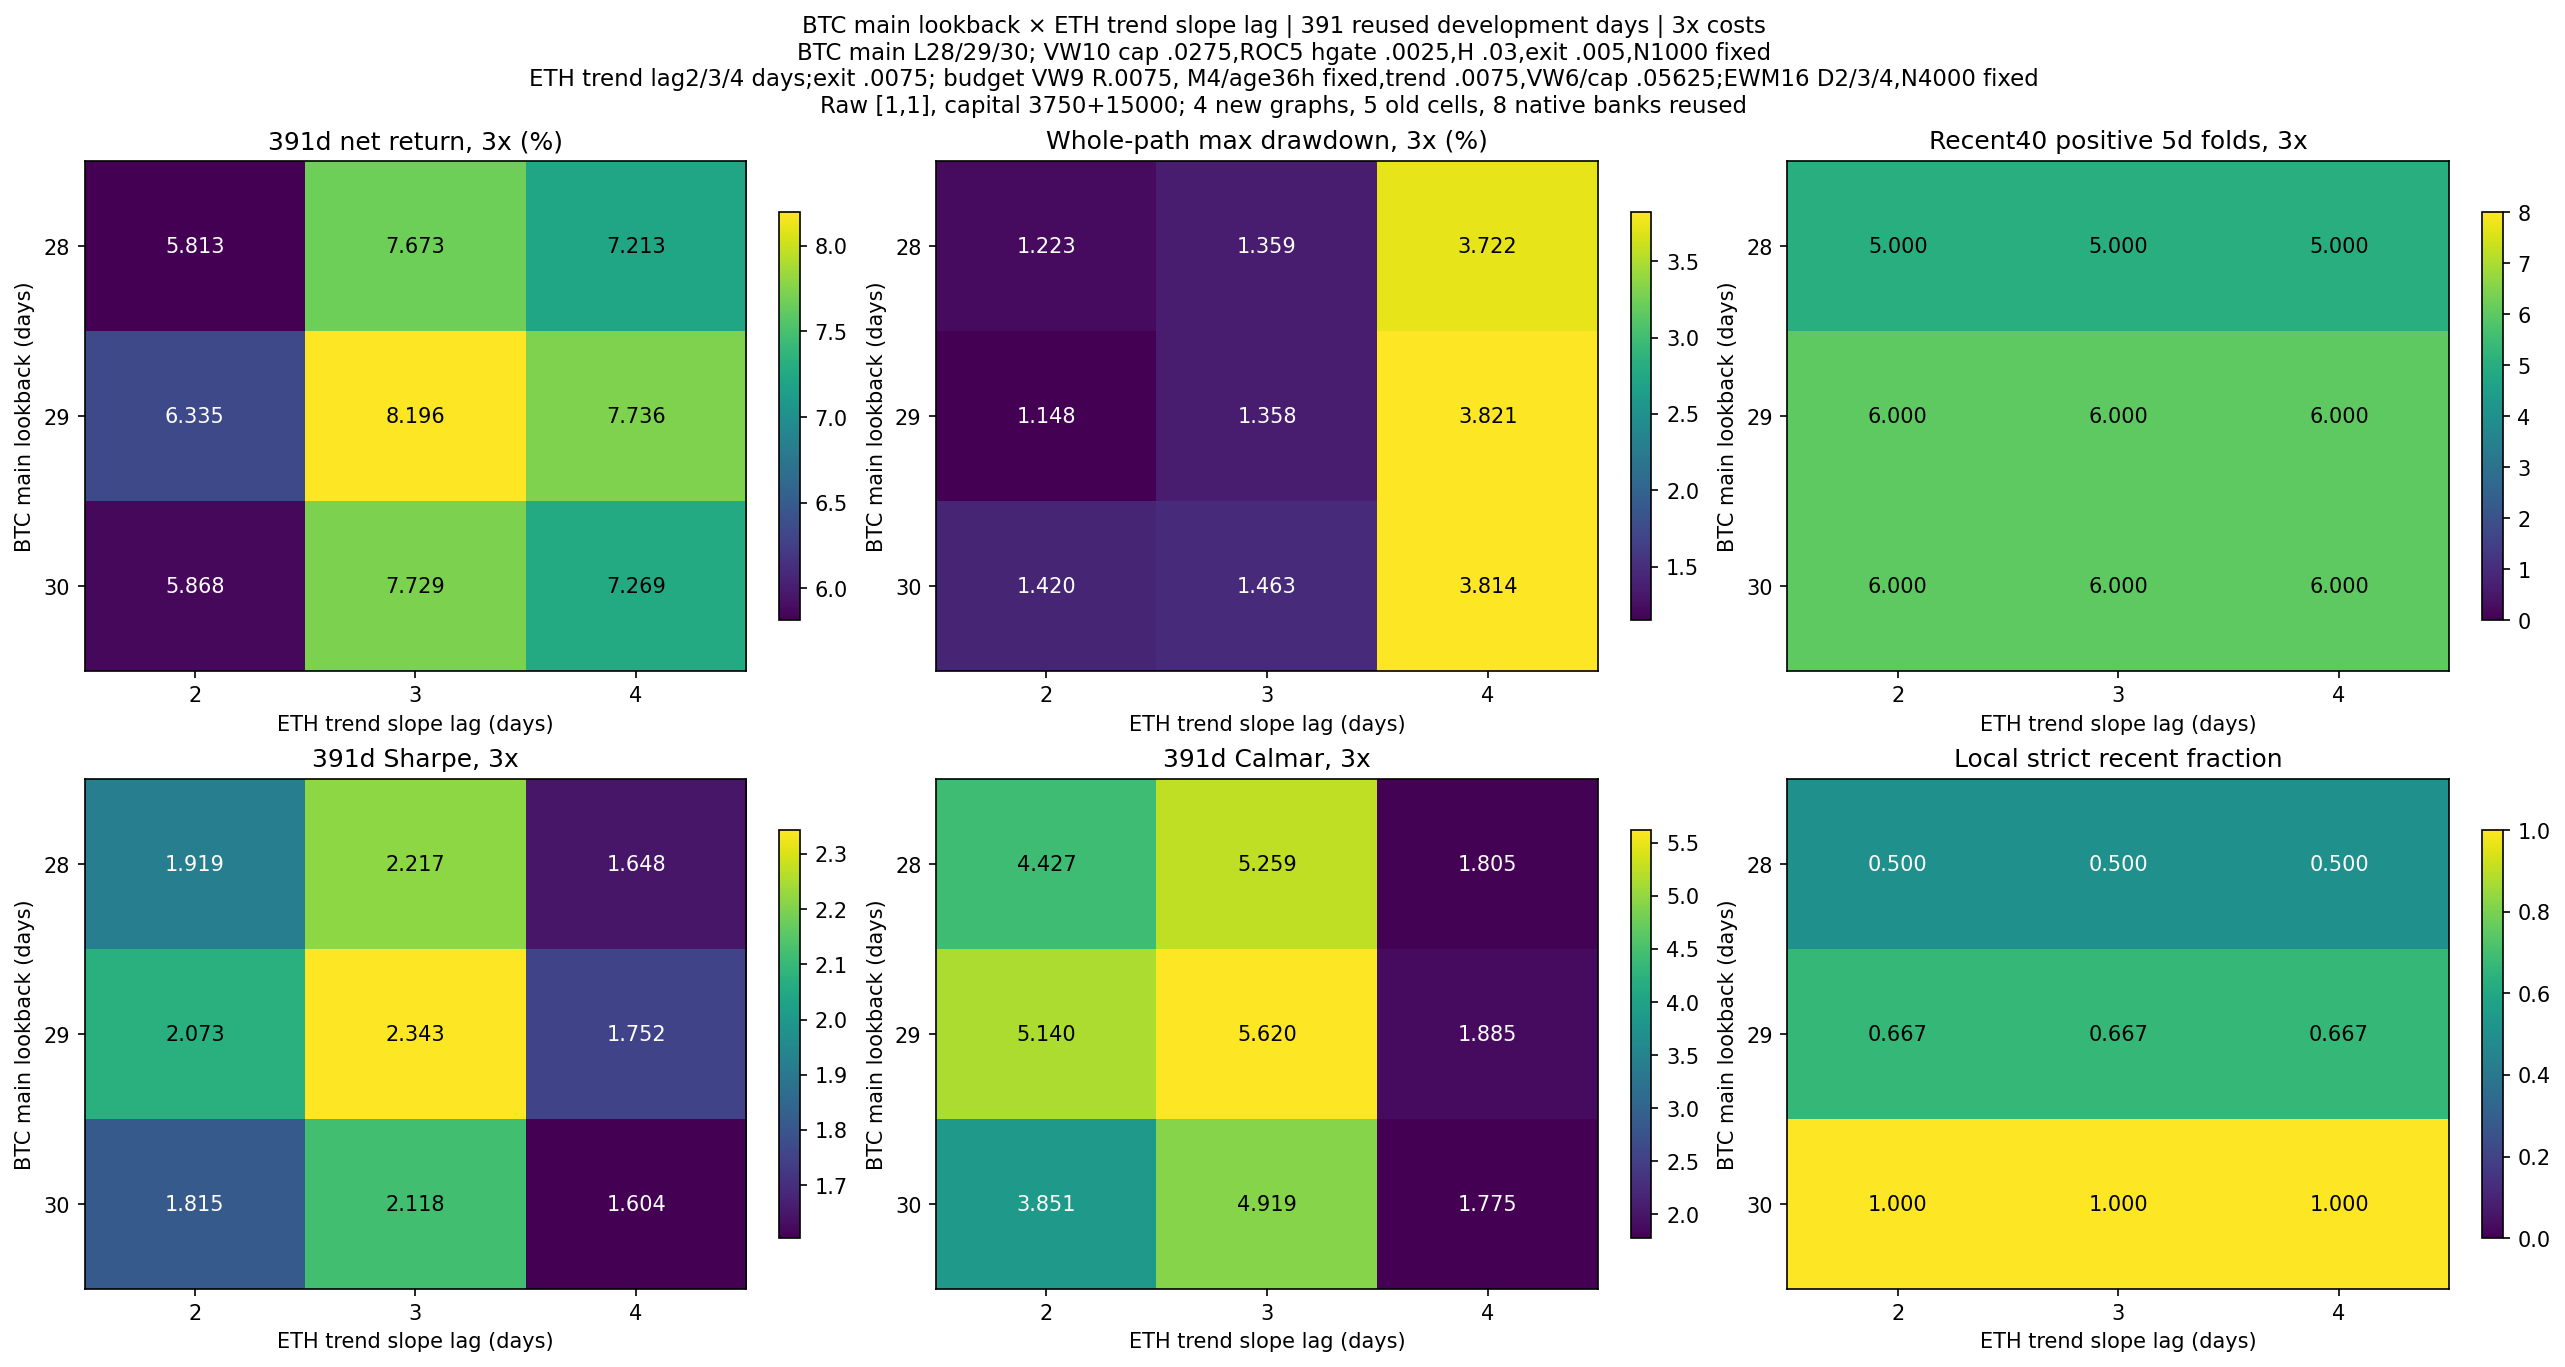 BTC main lookback × ETH trend slope lag | 391 reused development days | 3x costs
BTC main L28/29/30; VW10 cap .0275,ROC5 hgate .0025,H .03,exit .005,N1000 fixed
ETH trend lag2/3/4 days;exit .0075; budget VW9 R.0075, M4/age36h fixed,trend .0075,VW6/cap .05625;EWM16 D2/3/4,N4000 fixed
Raw [1,1], capital 3750+15000; 4 new graphs, 5 old cells, 8 native banks reused
391d net return, 3x (%)
BTC main lookback (days)
28
29
30
5.813 7.673 7.213
6.335 8.196 7.736
5.868 7.729 7.269
2 3 4
ETH trend slope lag (days)
8.0
7.5
7.0
6.5
6.0
Whole-path max drawdown, 3x (%)
BTC main lookback (days)
28
29
30
1.223 1.359 3.722
1.148 1.358 3.821
1.420 1.463 3.814
2 3 4
ETH trend slope lag (days)
3.5
3.0
2.5
2.0
1.5
Recent40 positive 5d folds, 3x
BTC main lookback (days)
28
29
30
5.000 5.000 5.000
6.000 6.000 6.000
6.000 6.000 6.000
2 3 4
ETH trend slope lag (days)
8
7
6
5
4
3
2
1
0
391d Sharpe, 3x
BTC main lookback (days)
28
29
30
1.919 2.217 1.648
2.073 2.343 1.752
1.815 2.118 1.604
2 3 4
ETH trend slope lag (days)
2.3
2.2
2.1
2.0
1.9
1.8
1.7
391d Calmar, 3x
BTC main lookback (days)
28
29
30
4.427 5.259 1.805
5.140 5.620 1.885
3.851 4.919 1.775
2 3 4
ETH trend slope lag (days)
5.5
5.0
4.5
4.0
3.5
3.0
2.5
2.0
Local strict recent fraction
BTC main lookback (days)
28
29
30
0.500 0.500 0.500
0.667 0.667 0.667
1.000 1.000 1.000
2 3 4
ETH trend slope lag (days)
1.0
0.8
0.6
0.4
0.2
0.0